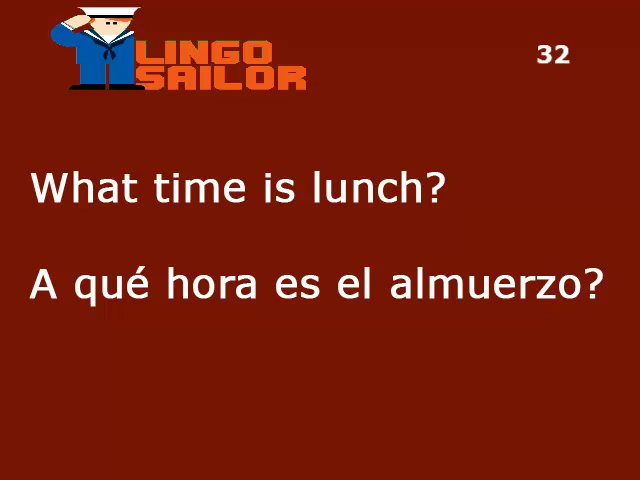 LINGO
SAILOR
32
What time is lunch?
A qué hora es el almuerzo?